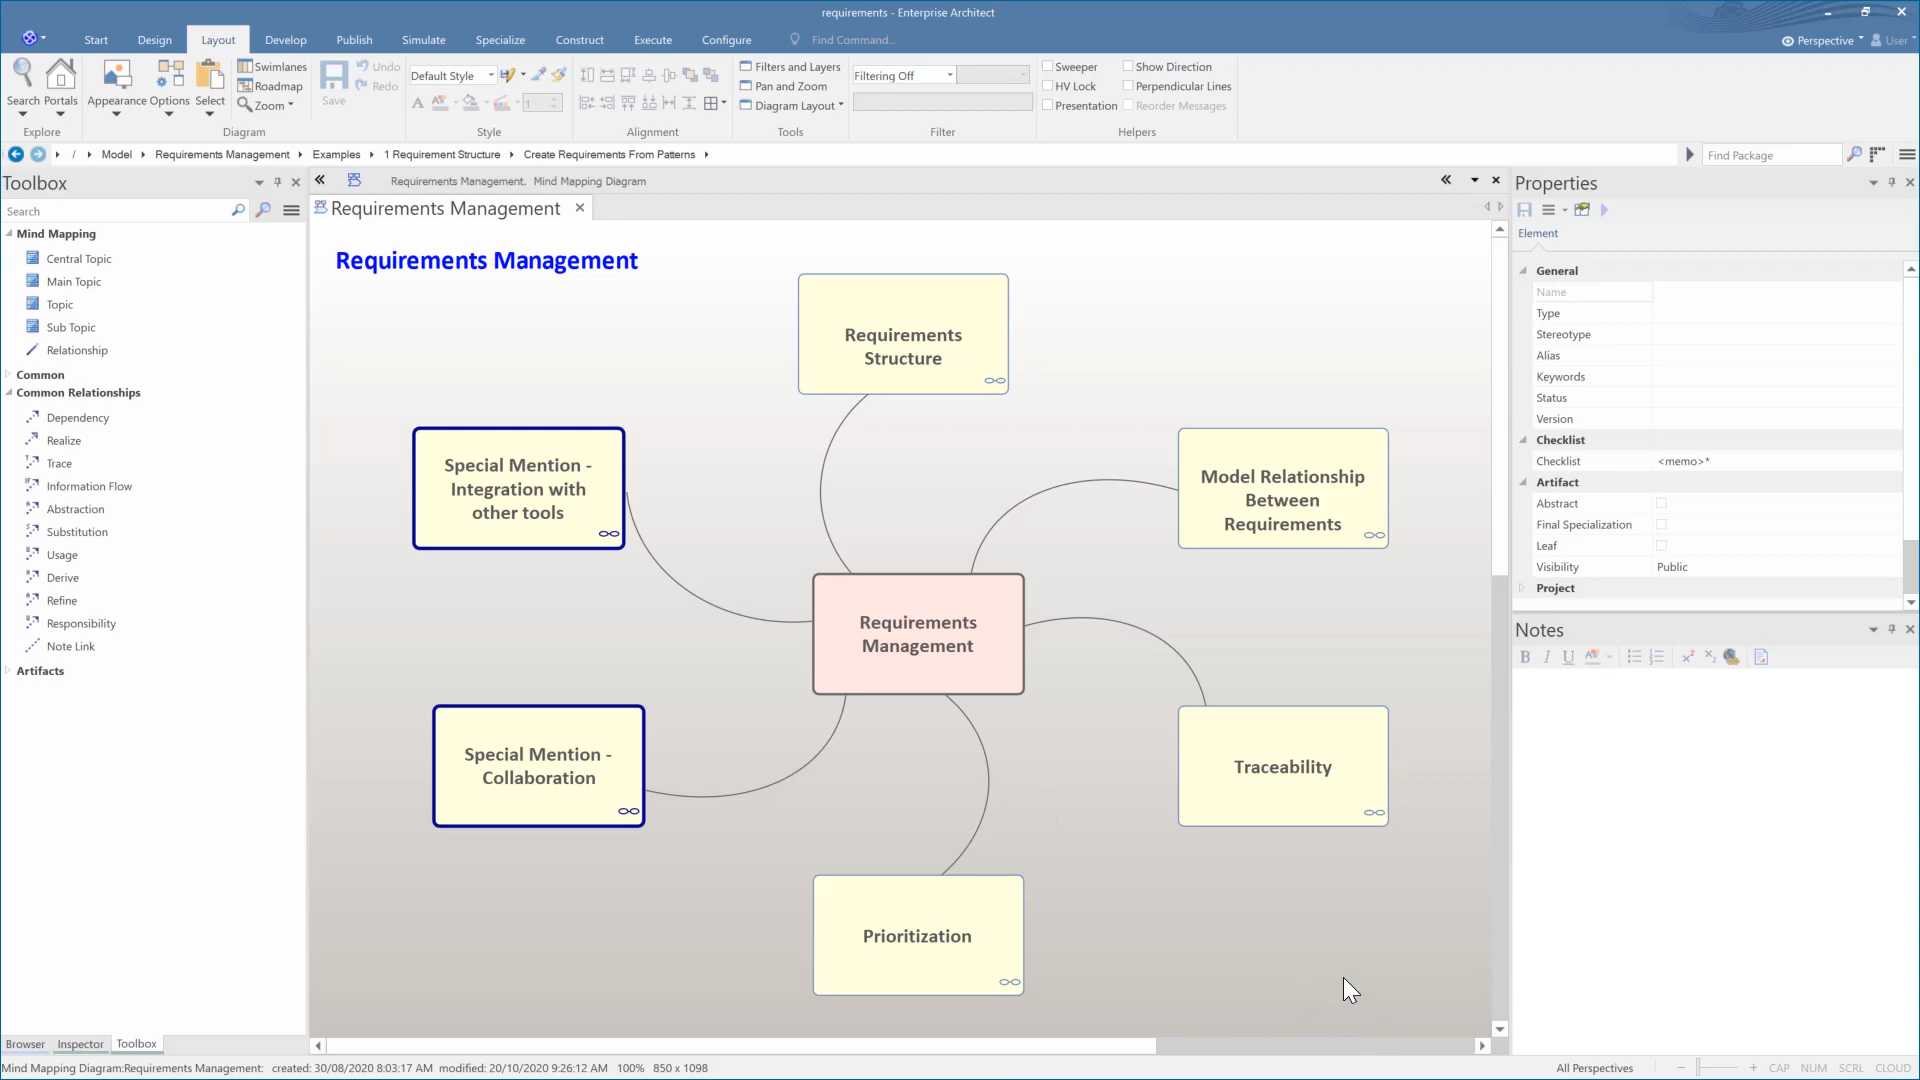 requirements - Enterprise Architect
Start Design Layout Develop Publish Simulate Specialize Construct Execute Configure Find Command... Perspective User
Search Portals Appearance Options Select Swimlanes Roadmap Zoom Save Undo Redo
Default Style Filters and Layers Pan and Zoom Diagram Layout Filtering Off
A 1
Sweeper Show Direction
HV Lock Perpendicular Lines
Presentation Reorder Messages
Explore Diagram Style Alignment Tools Filter Helpers
/ Model Requirements Management Examples 1 Requirement Structure Create Requirements From Patterns Find Package
Toolbox
Search
Mind Mapping
Central Topic
Main Topic
Topic
Sub Topic
Relationship
Common
Common Relationships
Dependency
Realize
Trace
Information Flow
Abstraction
Substitution
Usage
Derive
Refine
Responsibility
Note Link
Artifacts
Browser Inspector Toolbox
Requirements Management. Mind Mapping Diagram
Requirements Management
Requirements Management
Requirements
Structure
Special Mention -
Integration with
other tools
Model Relationship
Between
Requirements
Requirements
Management
Special Mention -
Collaboration
Traceability
Prioritization
Properties
Element
General
Name
Type
Stereotype
Alias
Keywords
Status
Version
Checklist
Checklist <memo>*
Artifact
Abstract
Final Specialization
Leaf
Visibility Public
Project
Notes
B I U
Mind Mapping Diagram:Requirements Management: created: 30/08/2020 8:03:17 AM modified: 20/10/2020 9:26:12 AM 100% 850 x 1098
All Perspectives CAP NUM SCRL CLOUD